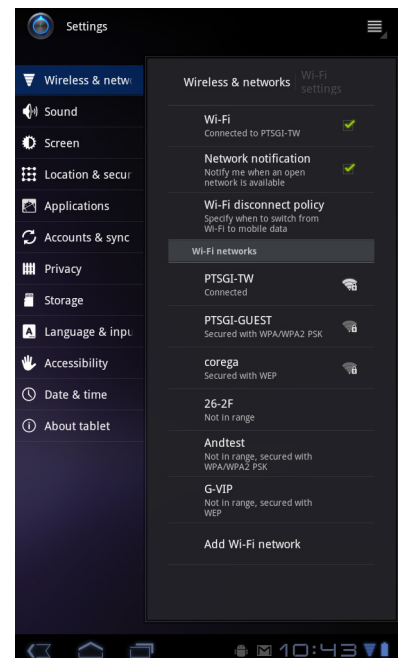 Settings
Wireless & netw
Sound
Screen
Location & secur
Applications
Accounts & sync
Privacy
Storage
Language & inpu
Accessibility
Date & time
About tablet
Wireless & networks
Wi-Fi
settings
Wi-Fi
Connected to PTSGI-TW
Network notification
Notify me when an open
network is available
Wi-Fi disconnect policy
Specify when to switch from
Wi-Fi to mobile data
Wi-Fi networks
PTSGI-TW
Connected
PTSGI-GUEST
Secured with WPA/WPA2 PSK
corega
Secured with WEP
26-2F
Not in range
Andtest
Not in range, secured with
WPA/WPA2 PSK
G-VIP
Not in range, secured with
WEP
Add Wi-Fi network
10:43